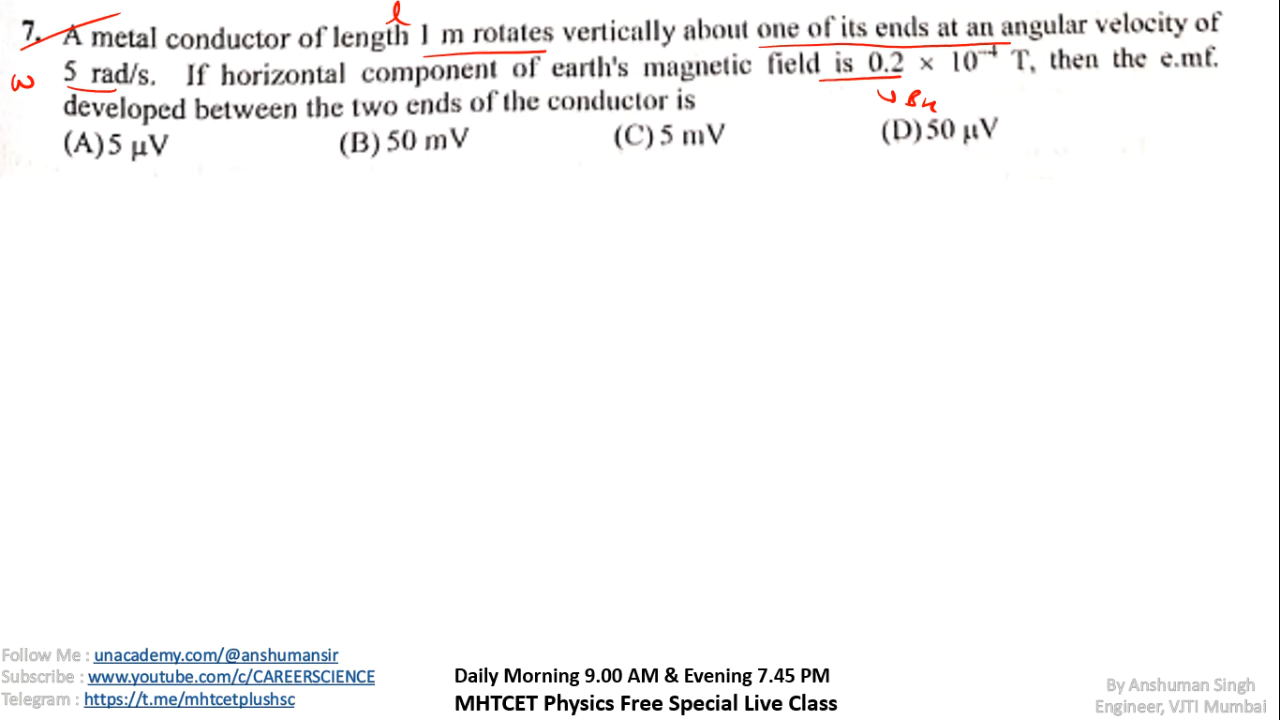 l
7. A metal conductor of length 1 m rotates vertically about one of its ends at an angular velocity of
ω 5 rad/s. If horizontal component of earth's magnetic field is 0.2 × 10⁻⁴ T, then the e.mf.
developed between the two ends of the conductor is
B_H
(A) 5 μV (B) 50 mV (C) 5 mV (D) 50 μV
Follow Me : unacademy.com/@anshumansir
Subscribe : www.youtube.com/c/CAREERSCIENCE
Telegram : https://t.me/mhtcetplushsc
Daily Morning 9.00 AM & Evening 7.45 PM
MHTCET Physics Free Special Live Class
By Anshuman Singh
Engineer, VJTI Mumbai